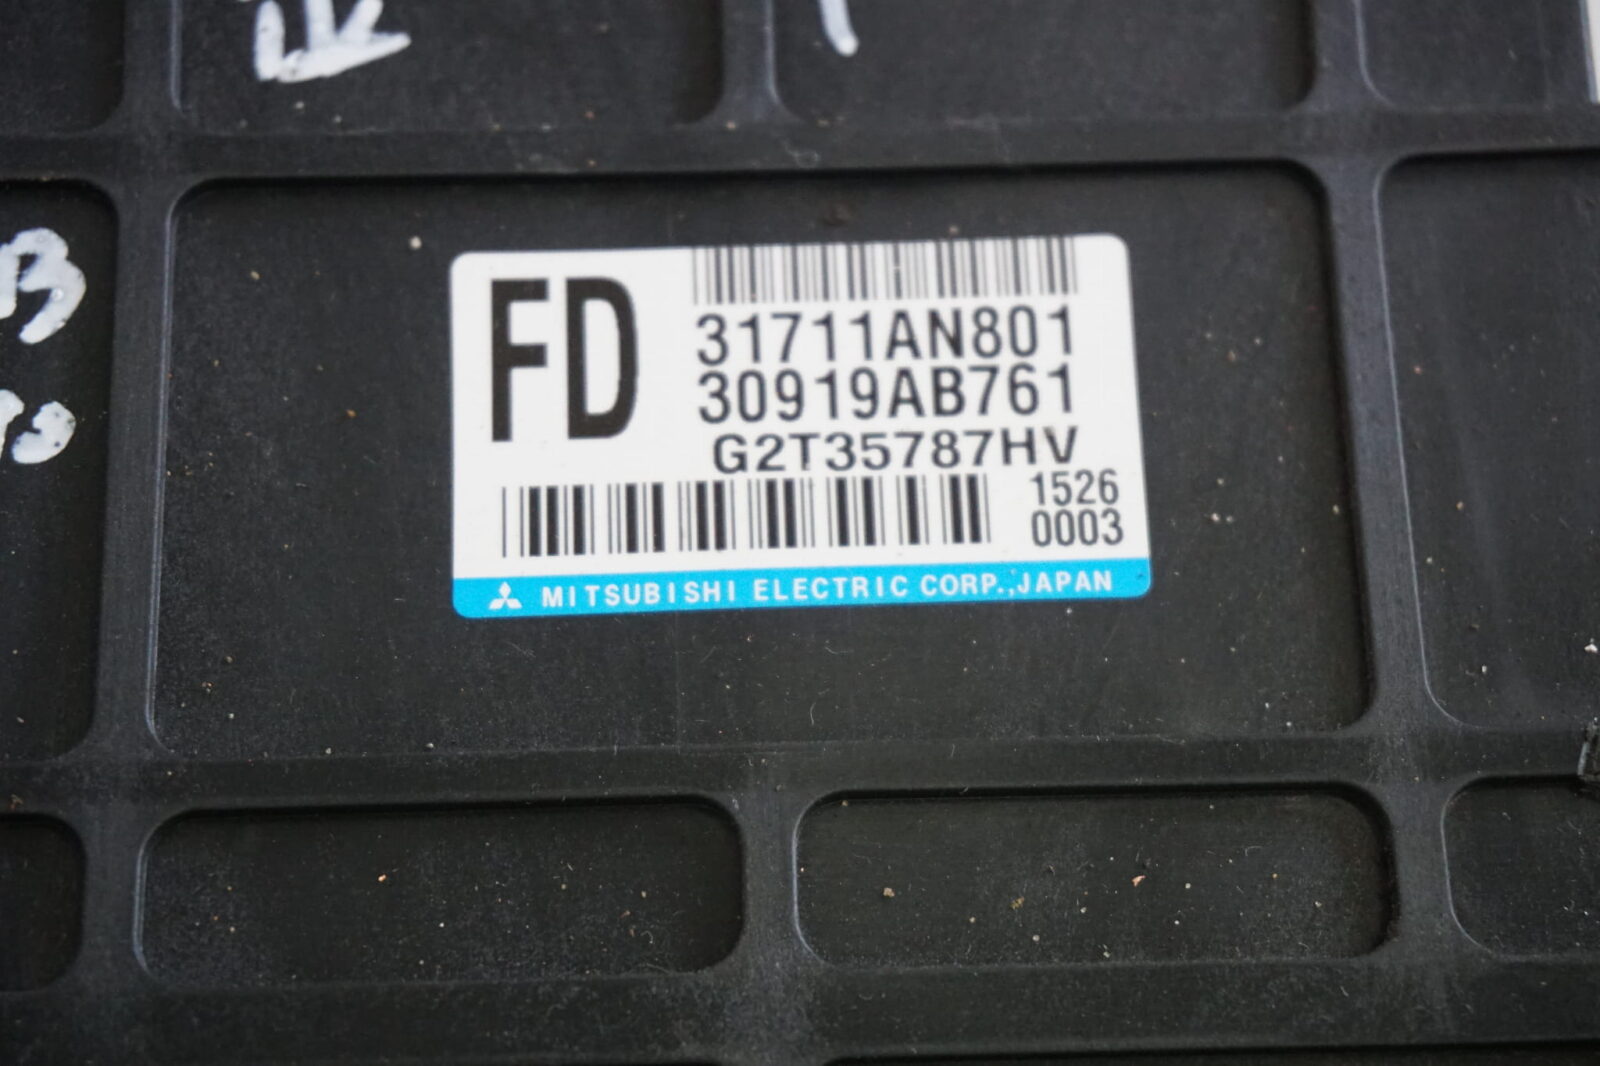 FD
31711AN801
30919AB761
G2T35787HV
1526
0003
MITSUBISHI ELECTRIC CORP.,JAPAN